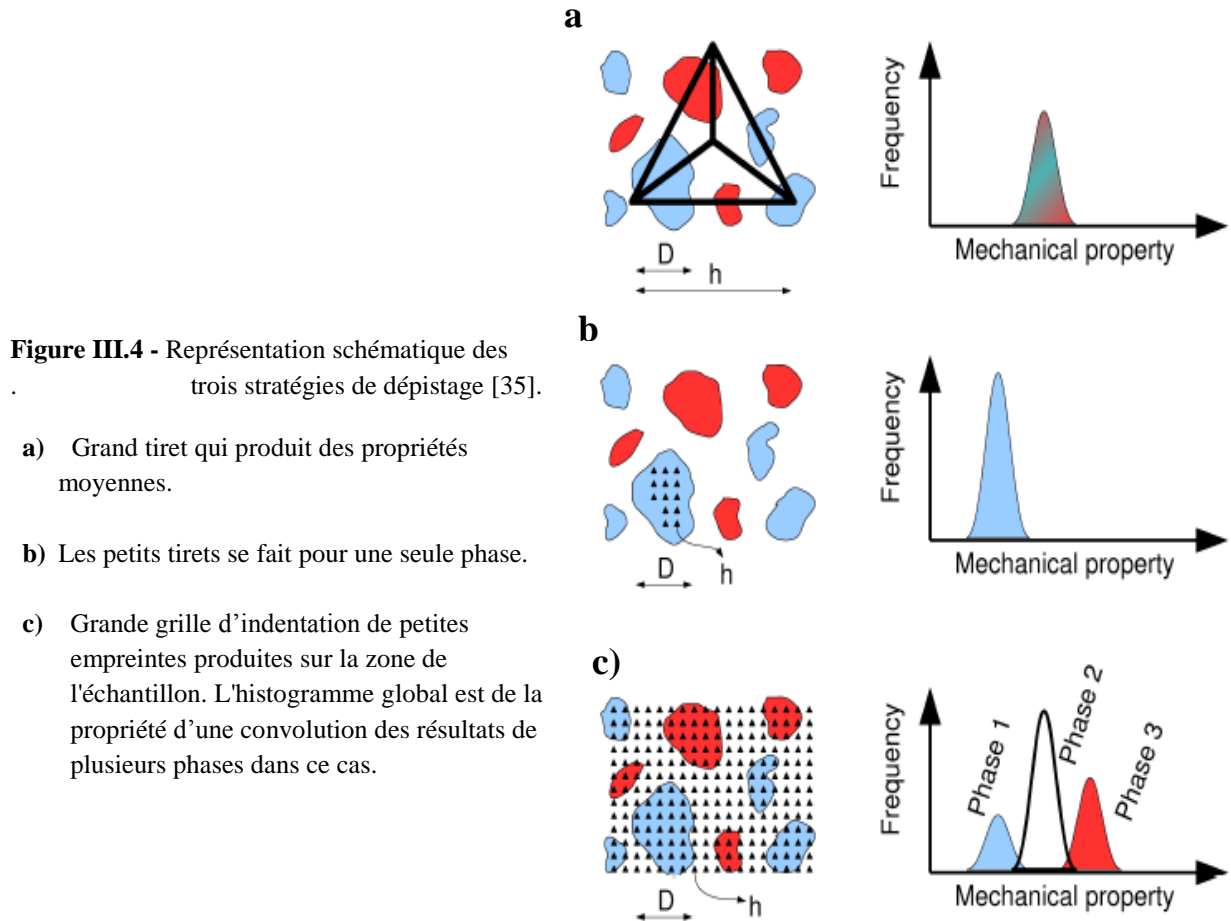 a
Frequency
Mechanical property
D
h
Figure III.4 - Représentation schématique des
. trois stratégies de dépistage [35].
a) Grand tiret qui produit des propriétés
moyennes.
b) Les petits tirets se fait pour une seule phase.
c) Grande grille d’indentation de petites
empreintes produites sur la zone de
l'échantillon. L'histogramme global est de la
propriété d’une convolution des résultats de
plusieurs phases dans ce cas.
b
Frequency
Mechanical property
D
h
c)
Frequency
Phase 1
Phase 2
Phase 3
Mechanical property
D
h